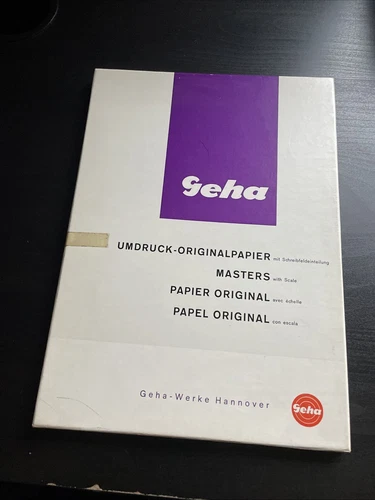 Geha
UMDRUCK-ORIGINALPAPIER mit Schreibfeldeinteilung
MASTERS with Scale
PAPIER ORIGINAL avec échelle
PAPEL ORIGINAL con escala
Geha-Werke Hannover
Geha